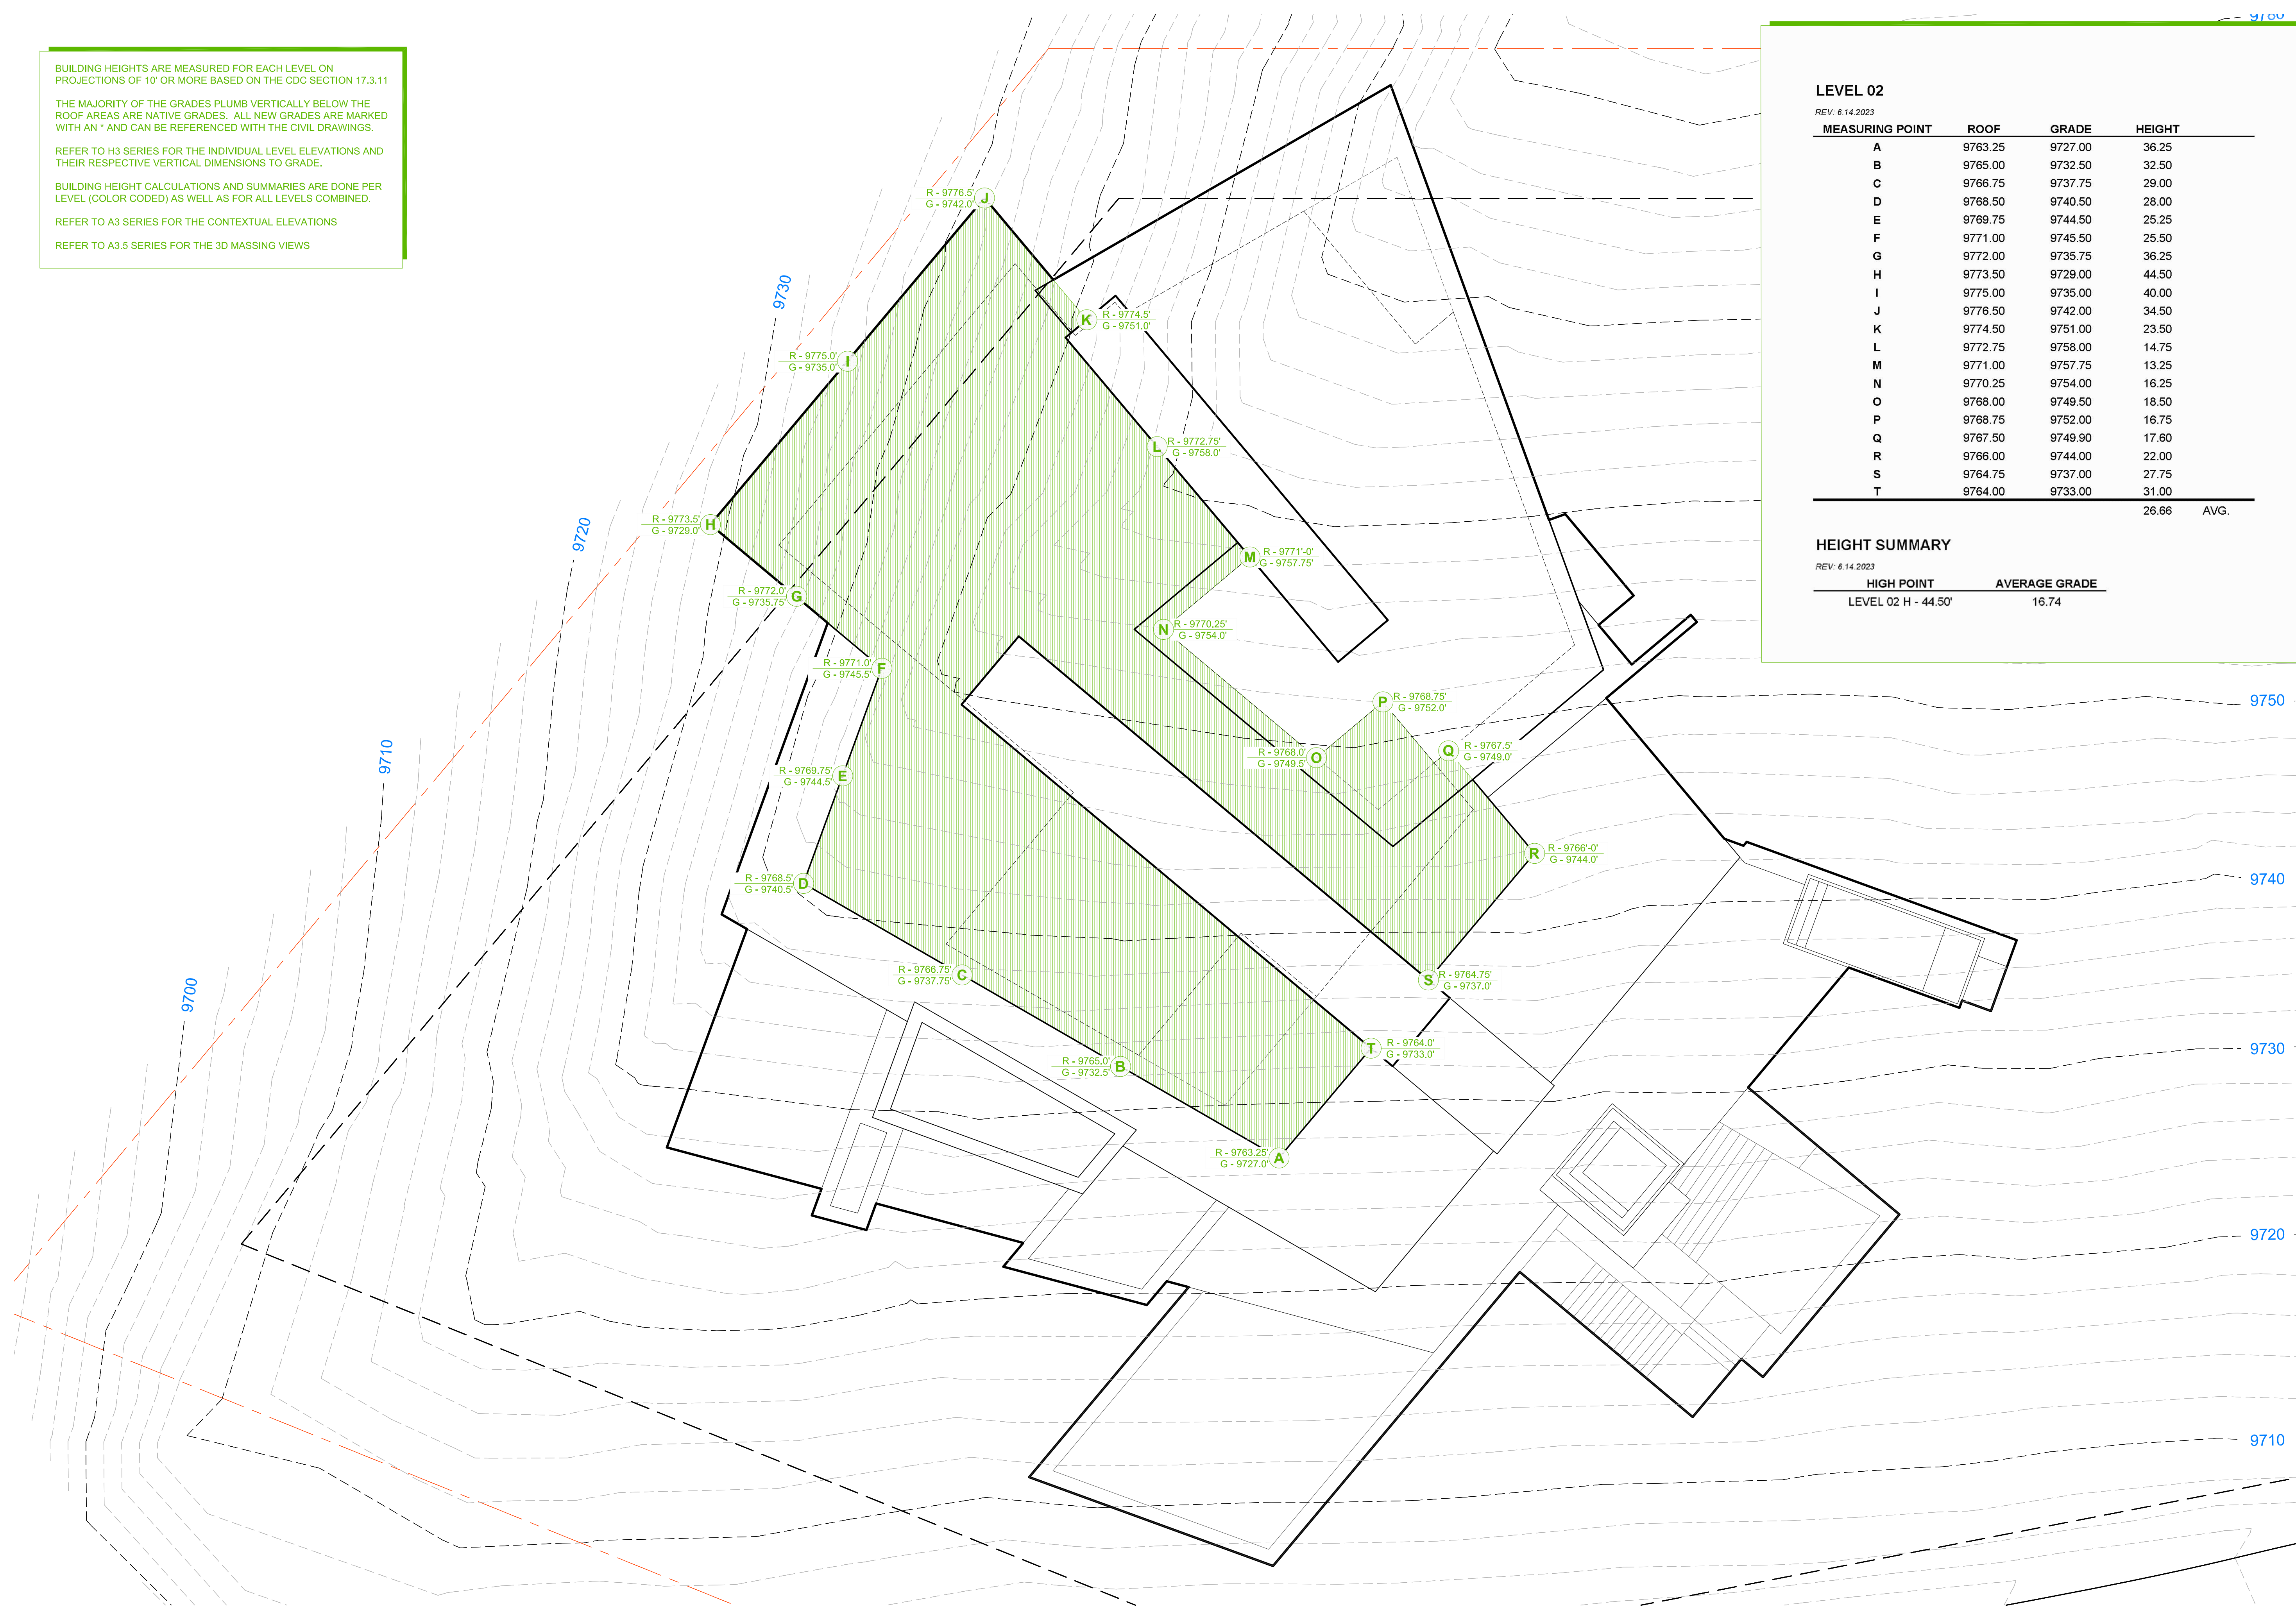 BUILDING HEIGHTS ARE MEASURED FOR EACH LEVEL ON
PROJECTIONS OF 10' OR MORE BASED ON THE CDC SECTION 17.3.11
THE MAJORITY OF THE GRADES PLUMB VERTICALLY BELOW THE
ROOF AREAS ARE NATIVE GRADES. ALL NEW GRADES ARE MARKED
WITH AN * AND CAN BE REFERENCED WITH THE CIVIL DRAWINGS.
REFER TO H3 SERIES FOR THE INDIVIDUAL LEVEL ELEVATIONS AND
THEIR RESPECTIVE VERTICAL DIMENSIONS TO GRADE.
BUILDING HEIGHT CALCULATIONS AND SUMMARIES ARE DONE PER
LEVEL (COLOR CODED) AS WELL AS FOR ALL LEVELS COMBINED.
REFER TO A3 SERIES FOR THE CONTEXTUAL ELEVATIONS
REFER TO A3.5 SERIES FOR THE 3D MASSING VIEWS
9780
LEVEL 02
REV: 6.14.2023
MEASURING POINT ROOF GRADE HEIGHT
A 9763.25 9727.00 36.25
B 9765.00 9732.50 32.50
C 9766.75 9737.75 29.00
D 9768.50 9740.50 28.00
E 9769.75 9744.50 25.25
F 9771.00 9745.50 25.50
G 9772.00 9735.75 36.25
H 9773.50 9729.00 44.50
I 9775.00 9735.00 40.00
J 9776.50 9742.00 34.50
K 9774.50 9751.00 23.50
L 9772.75 9758.00 14.75
M 9771.00 9757.75 13.25
N 9770.25 9754.00 16.25
O 9768.00 9749.50 18.50
P 9768.75 9752.00 16.75
Q 9767.50 9749.90 17.60
R 9766.00 9744.00 22.00
S 9764.75 9737.00 27.75
T 9764.00 9733.00 31.00
26.66 AVG.
HEIGHT SUMMARY
REV: 6.14.2023
HIGH POINT AVERAGE GRADE
LEVEL 02 H - 44.50' 16.74
R - 9776.5'
G - 9742.0'
J
9730
K
R - 9774.5'
G - 9751.0'
R - 9775.0'
G - 9735.0'
I
L
R - 9772.75'
G - 9758.0'
R - 9773.5'
G - 9729.0'
H
9720
M
R - 9771'-0'
G - 9757.75'
R - 9772.0'
G - 9735.75'
G
N
R - 9770.25'
G - 9754.0'
R - 9771.0'
G - 9745.5'
F
P
R - 9768.75'
G - 9752.0'
9750
9710
R - 9768.0'
G - 9749.5'
O
Q
R - 9767.5'
G - 9749.0'
R - 9769.75'
G - 9744.5'
E
R
R - 9766'-0'
G - 9744.0'
R - 9768.5'
G - 9740.5'
D
9740
R - 9766.75'
G - 9737.75'
C
S
R - 9764.75'
G - 9737.0'
9700
T
R - 9764.0'
G - 9733.0'
9730
R - 9765.0'
G - 9732.5'
B
R - 9763.25'
G - 9727.0'
A
9720
9710